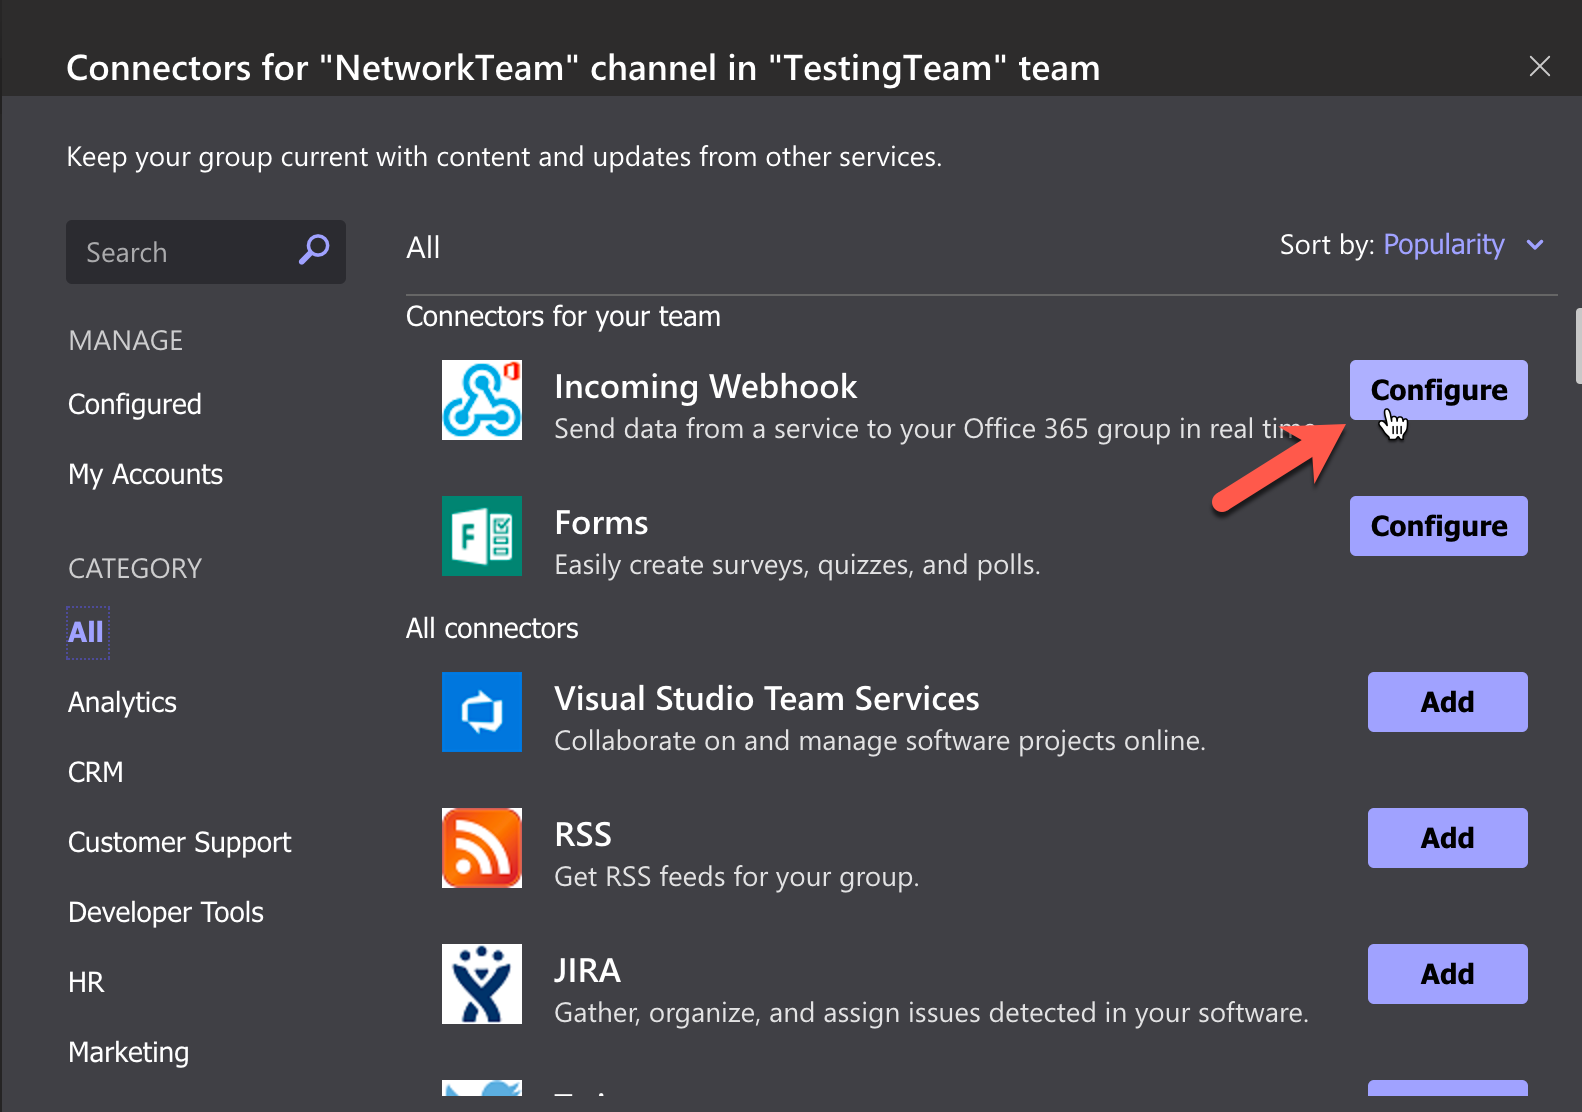 Connectors for "NetworkTeam" channel in "TestingTeam" team
Keep your group current with content and updates from other services.
Search
All
Sort by: Popularity
MANAGE
Configured
My Accounts
CATEGORY
All
Analytics
CRM
Customer Support
Developer Tools
HR
Marketing
Connectors for your team
Incoming Webhook
Send data from a service to your Office 365 group in real time.
Configure
F
Forms
Easily create surveys, quizzes, and polls.
Configure
All connectors
Visual Studio Team Services
Collaborate on and manage software projects online.
Add
RSS
Get RSS feeds for your group.
Add
JIRA
Gather, organize, and assign issues detected in your software.
Add